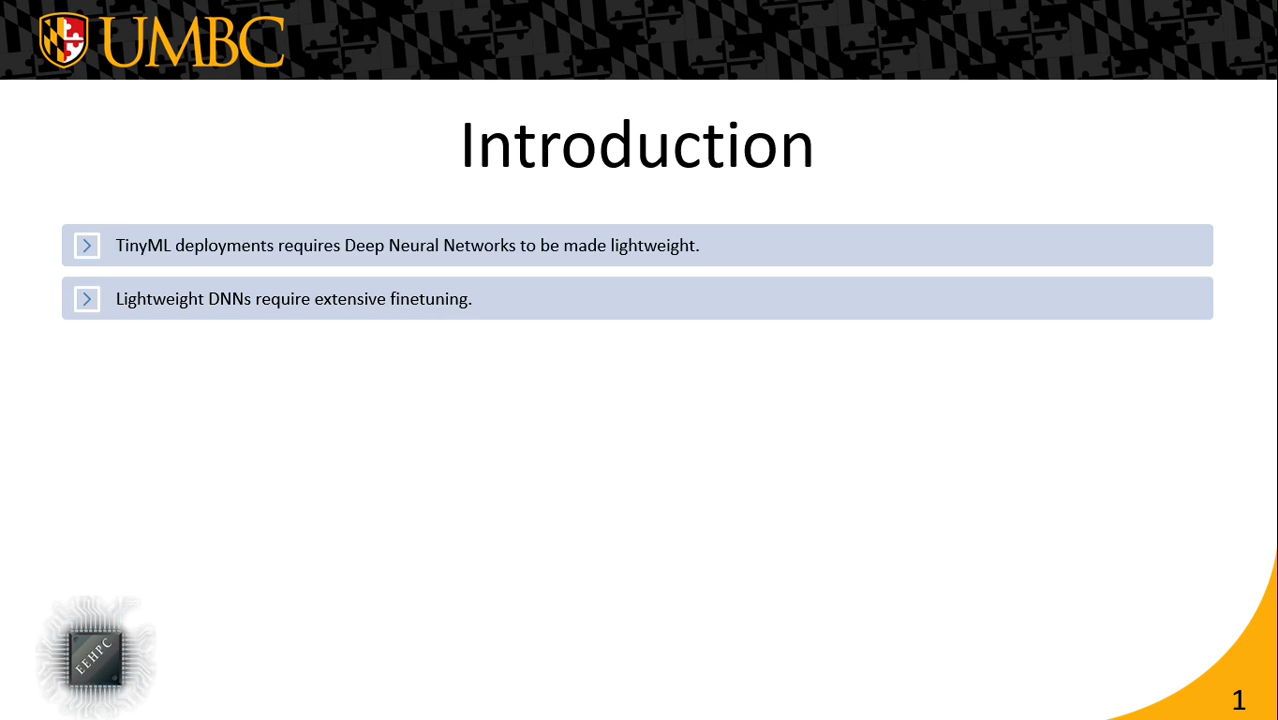 UMBC
Introduction
TinyML deployments requires Deep Neural Networks to be made lightweight.
Lightweight DNNs require extensive finetuning.
EEHPC
1